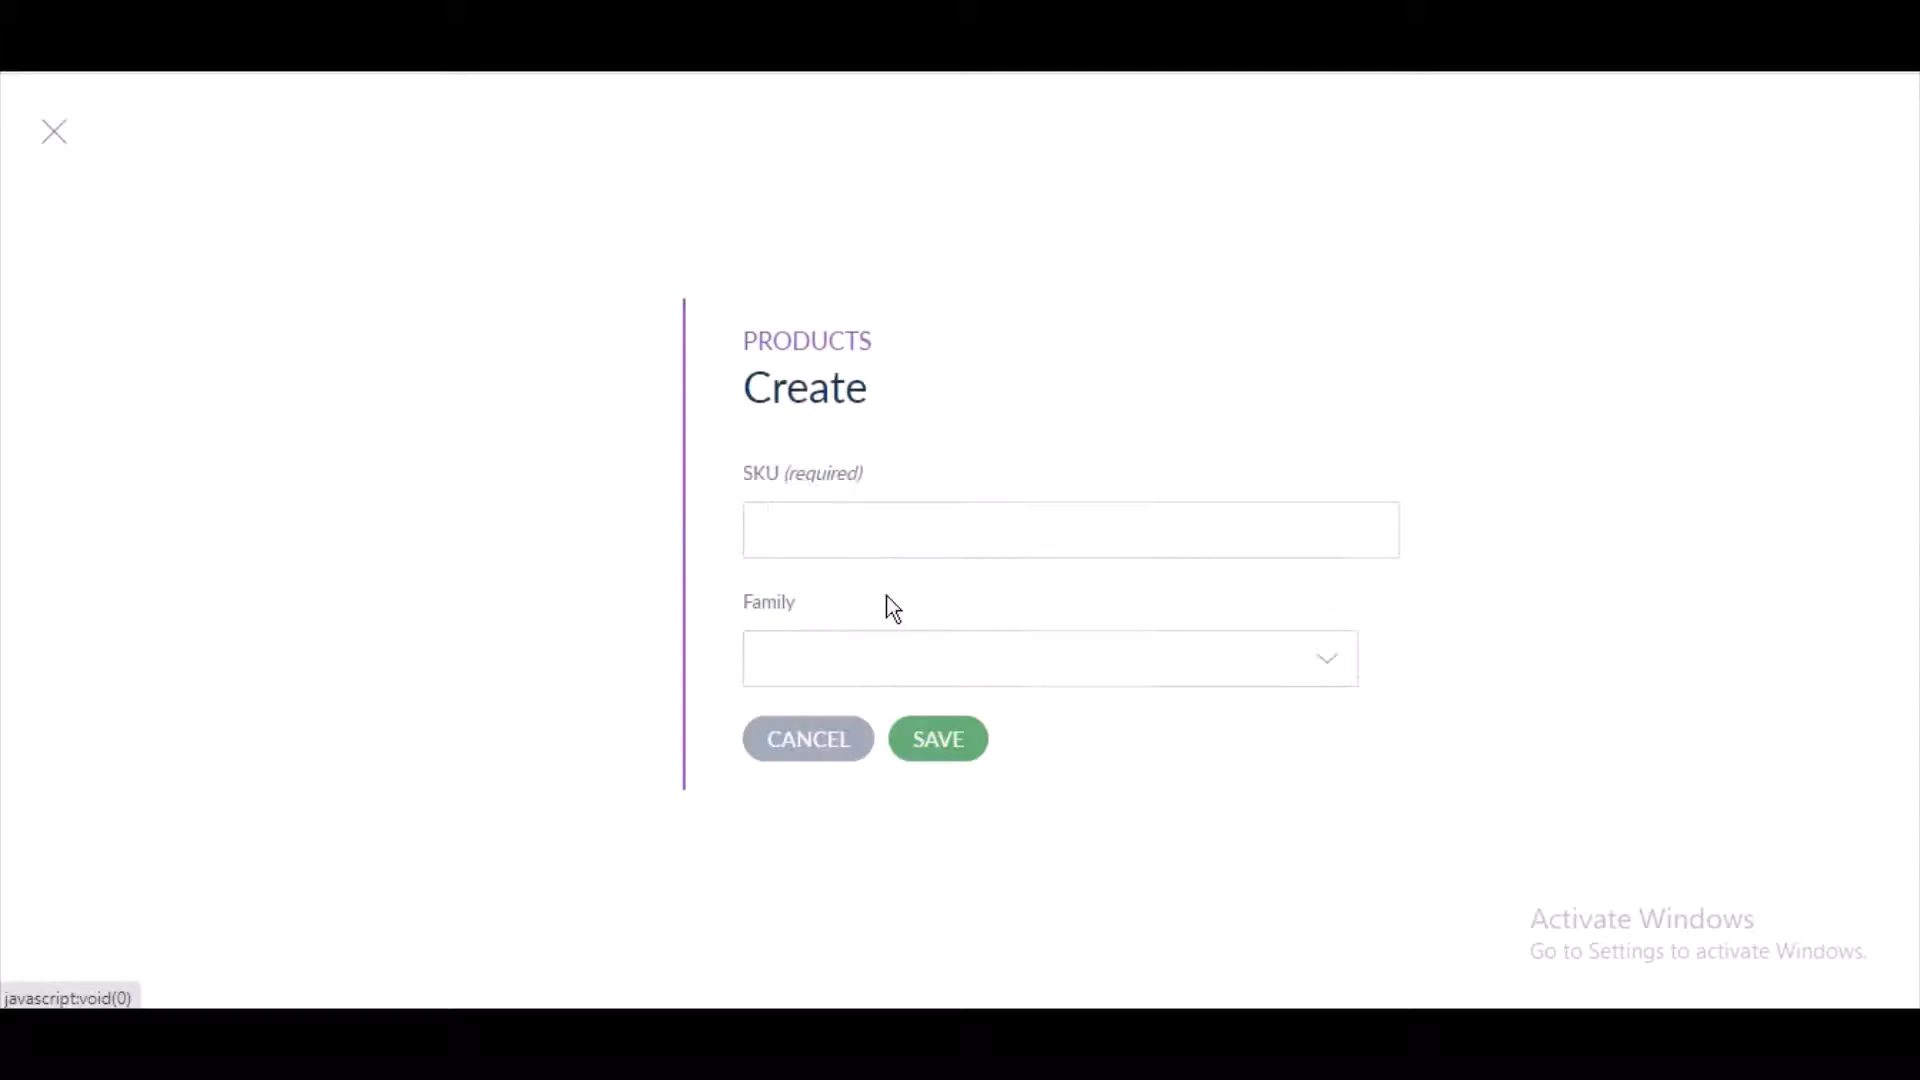 PRODUCTS
Create
SKU (required)
Family
CANCEL SAVE
Activate Windows
Go to Settings to activate Windows.
javascript:void(0)